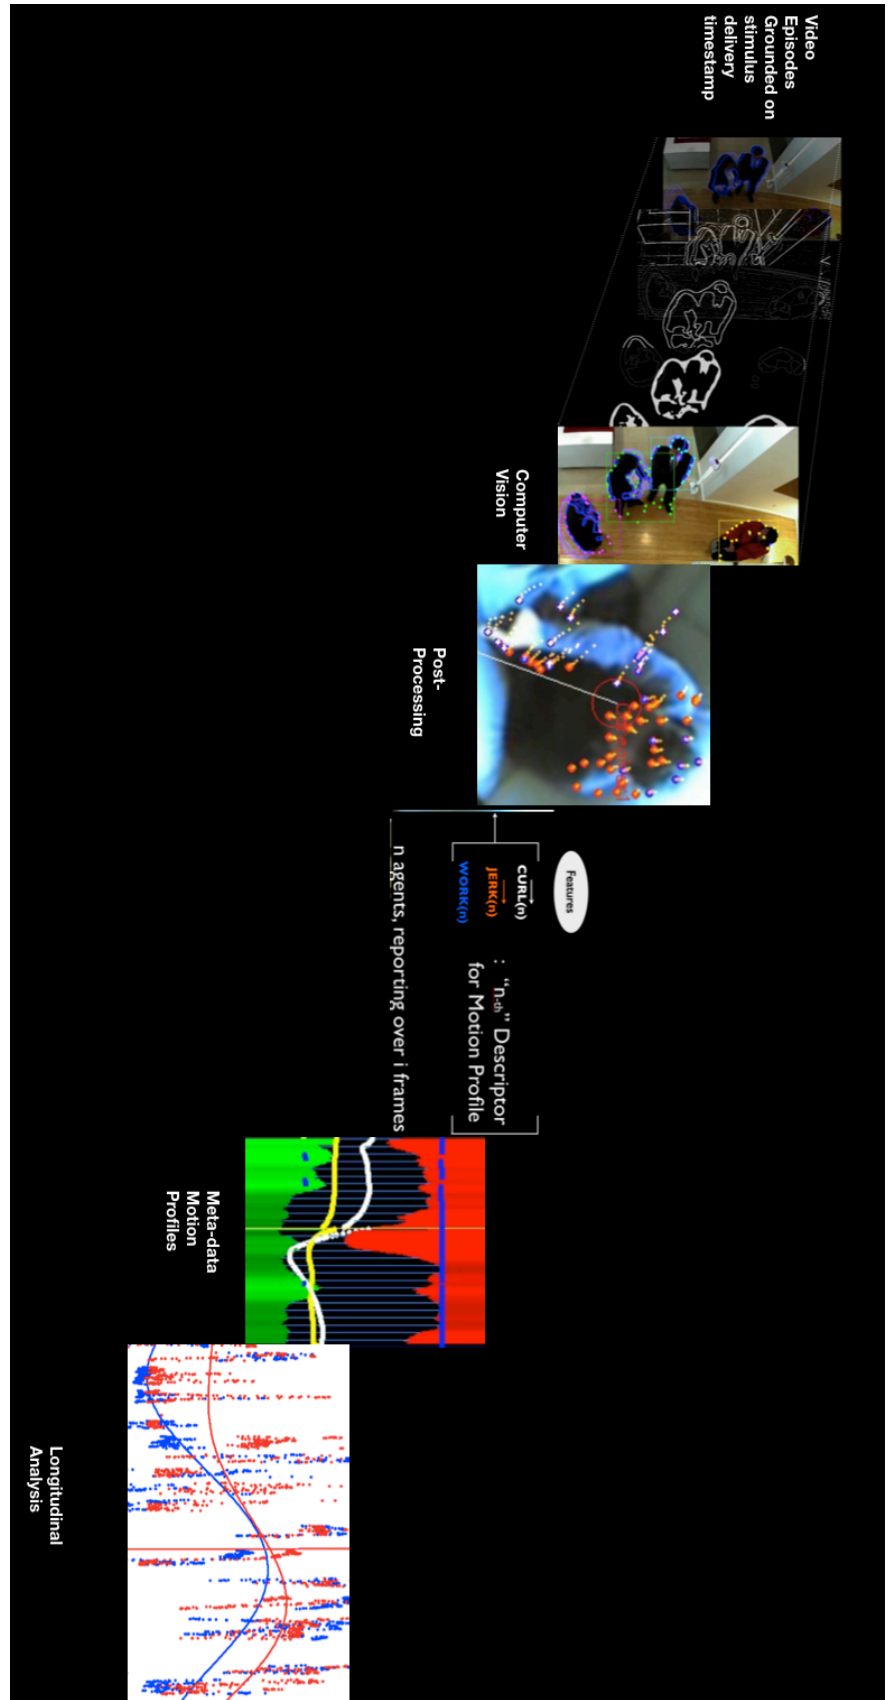 Video
Episodes
Grounded on
stimulus
delivery
timestamp
Computer
Vision
Post-
Processing
Features
CURL(n)
JERK(n)
WORK(n)
: “n-th” Descriptor
for Motion Profile
n agents, reporting over i frames
Meta-data
Motion
Profiles
Longitudinal
Analysis